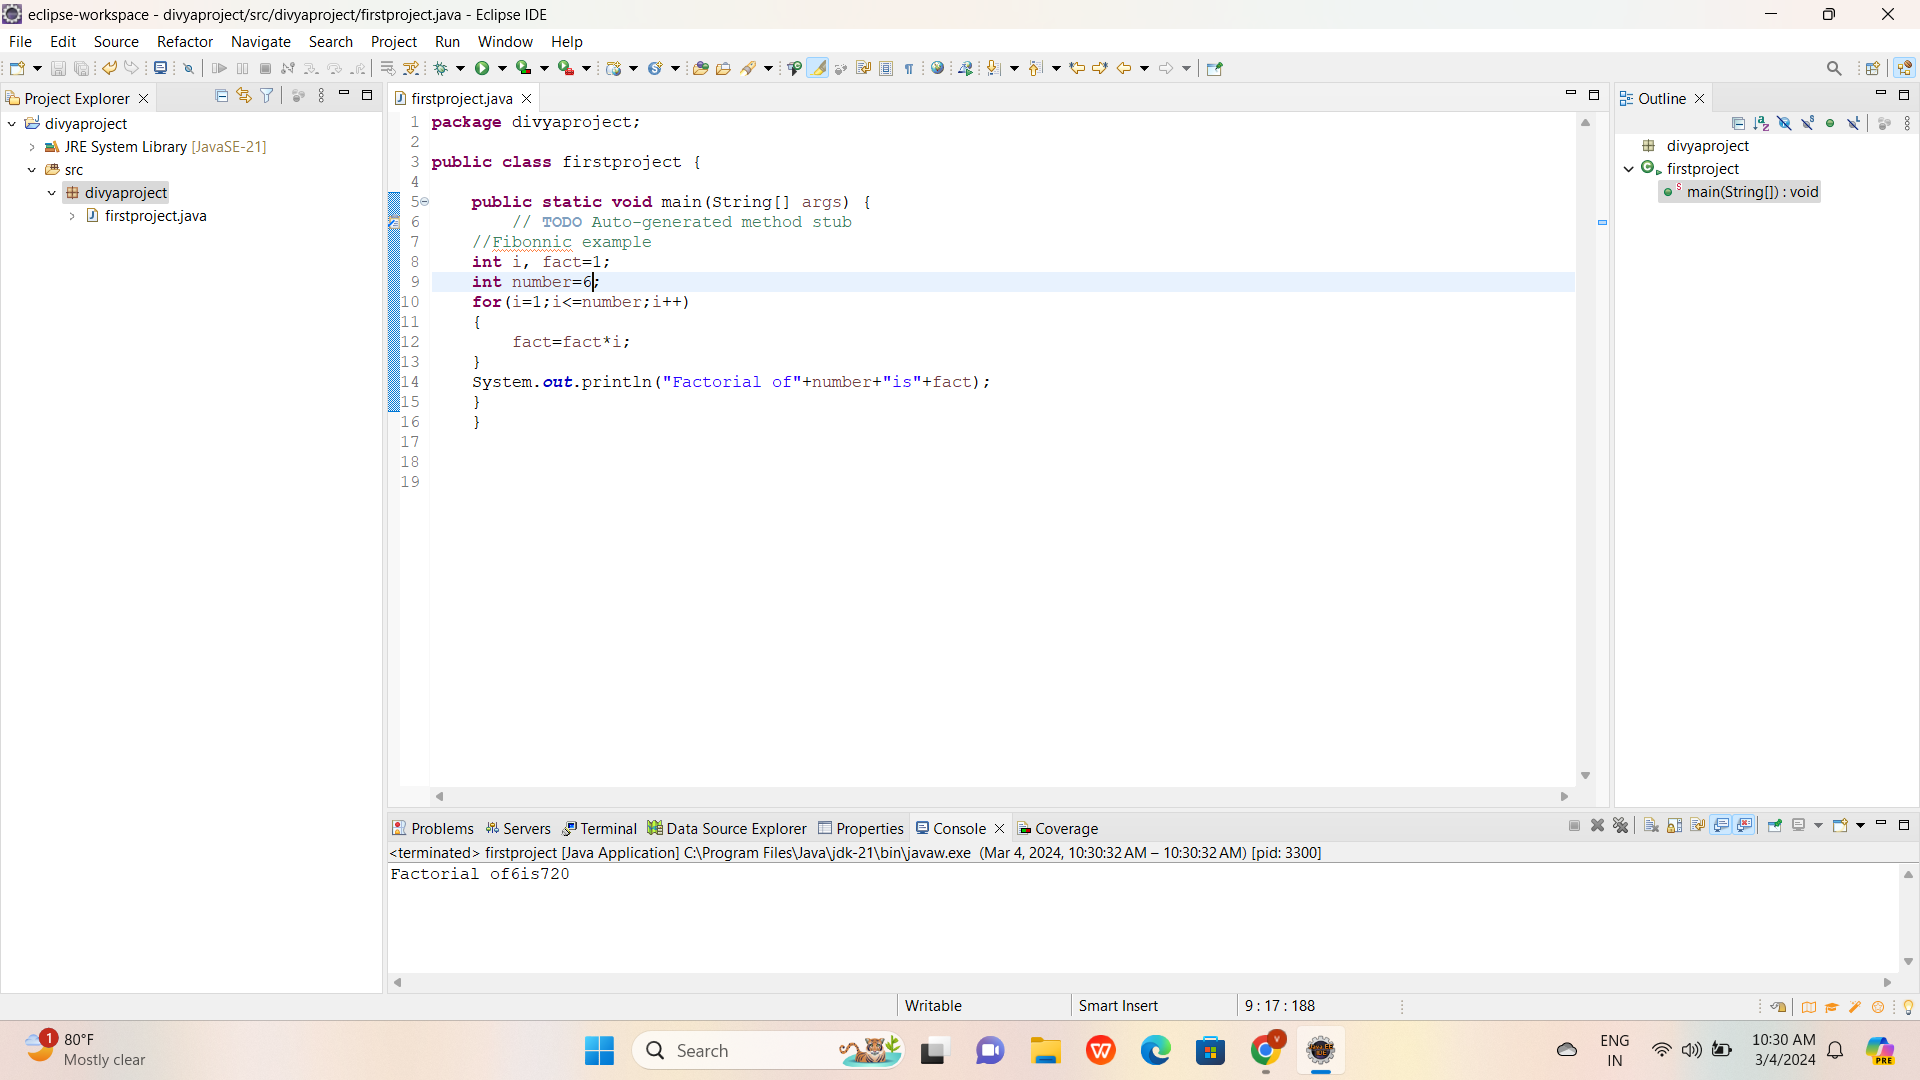 eclipse-workspace - divyaproject/src/divyaproject/firstproject.java - Eclipse IDE
File Edit Source Refactor Navigate Search Project Run Window Help
Project Explorer
divyaproject
JRE System Library [JavaSE-21]
src
divyaproject
firstproject.java
firstproject.java
1 package divyaproject;
2
3 public class firstproject {
4
5 public static void main(String[] args) {
6 // TODO Auto-generated method stub
7 //Fibonnic example
8 int i, fact=1;
9 int number=6;
10 for(i=1;i<=number;i++)
11 {
12 fact=fact*i;
13 }
14 System.out.println("Factorial of"+number+"is"+fact);
15 }
16 }
17
18
19
Outline
divyaproject
firstproject
main(String[]) : void
Problems Servers Terminal Data Source Explorer Properties Console Coverage
<terminated> firstproject [Java Application] C:\Program Files\Java\jdk-21\bin\javaw.exe (Mar 4, 2024, 10:30:32 AM – 10:30:32 AM) [pid: 3300]
Factorial of6is720
Writable Smart Insert 9 : 17 : 188
1
80°F
Mostly clear
Search
V
ENG
IN
10:30 AM
3/4/2024
PRE